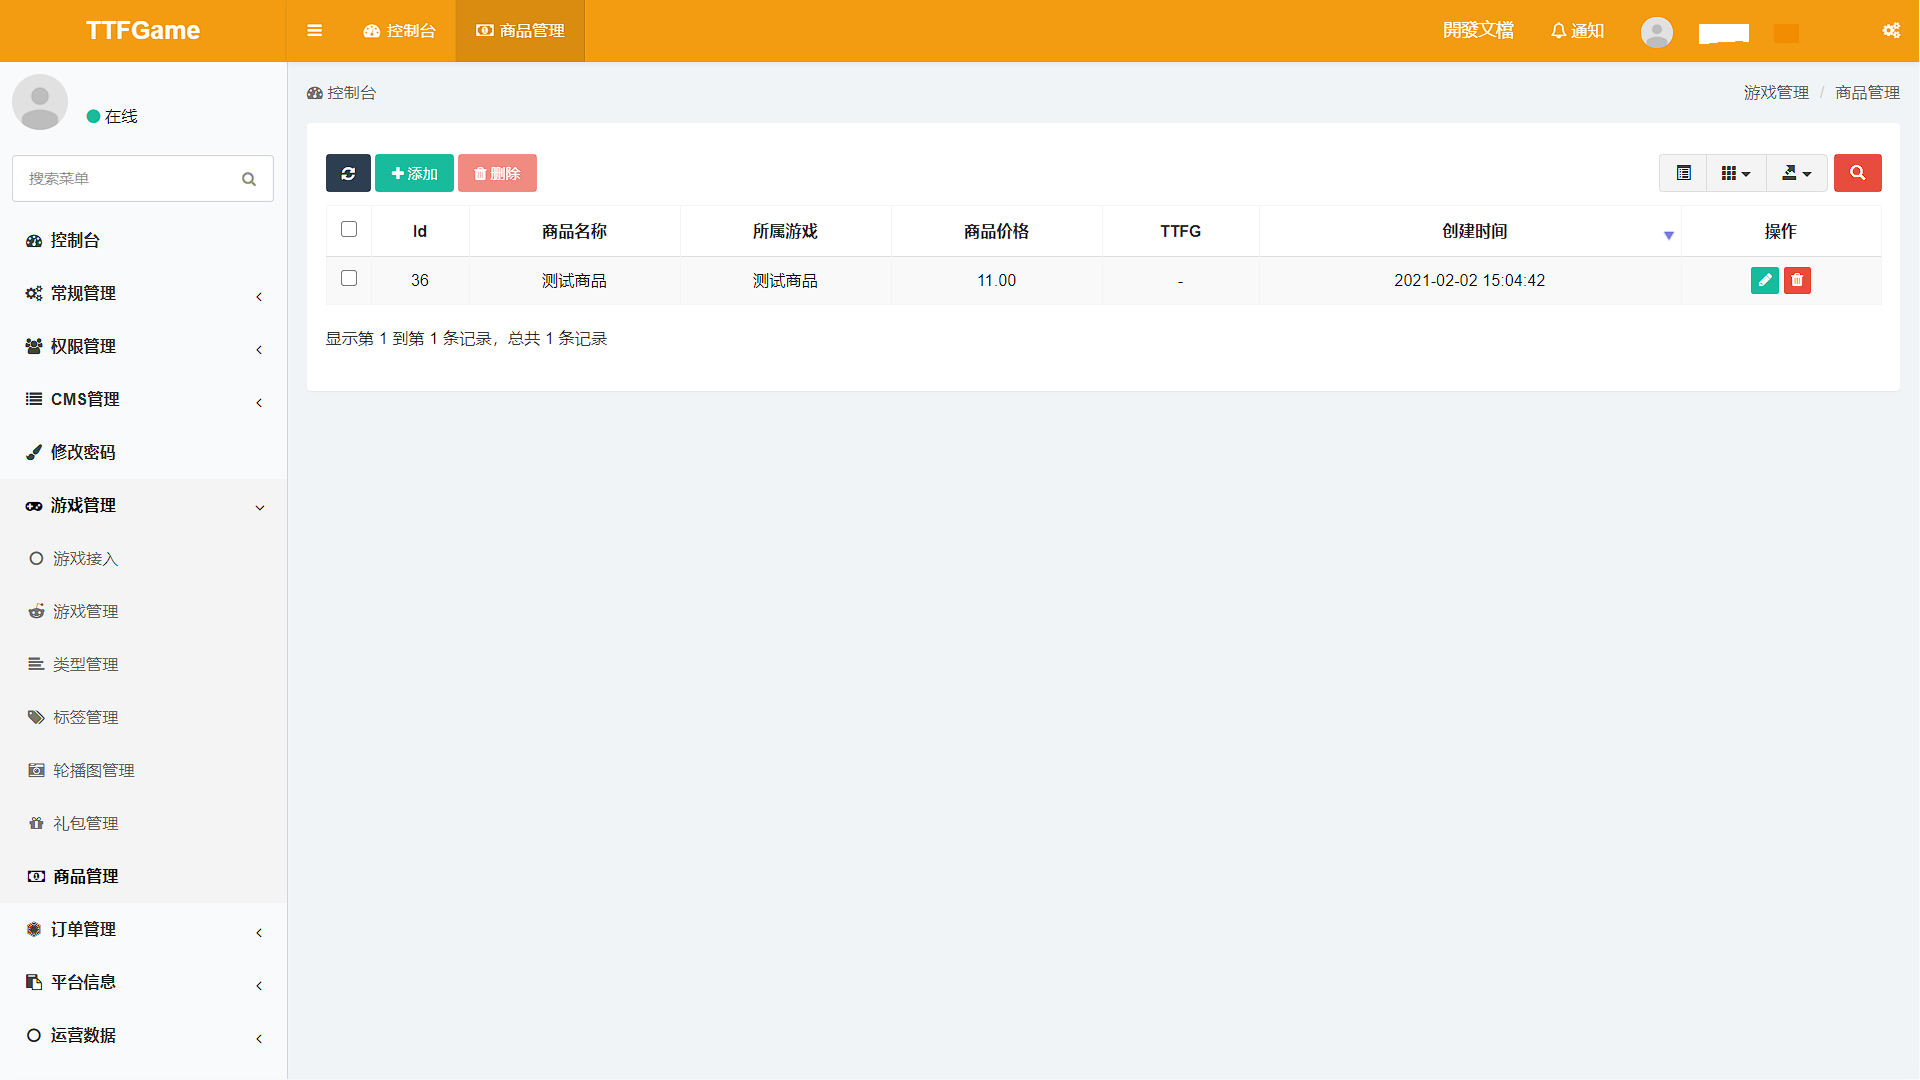 TTFGame
控制台
商品管理
開發文檔
通知
在线
搜索菜单
控制台
常规管理
权限管理
CMS管理
修改密码
游戏管理
游戏接入
游戏管理
类型管理
标签管理
轮播图管理
礼包管理
商品管理
订单管理
平台信息
运营数据
控制台
游戏管理 / 商品管理
添加 删除
Id 商品名称 所属游戏 商品价格 TTFG 创建时间 操作
36 测试商品 测试商品 11.00 - 2021-02-02 15:04:42
显示第 1 到第 1 条记录，总共 1 条记录